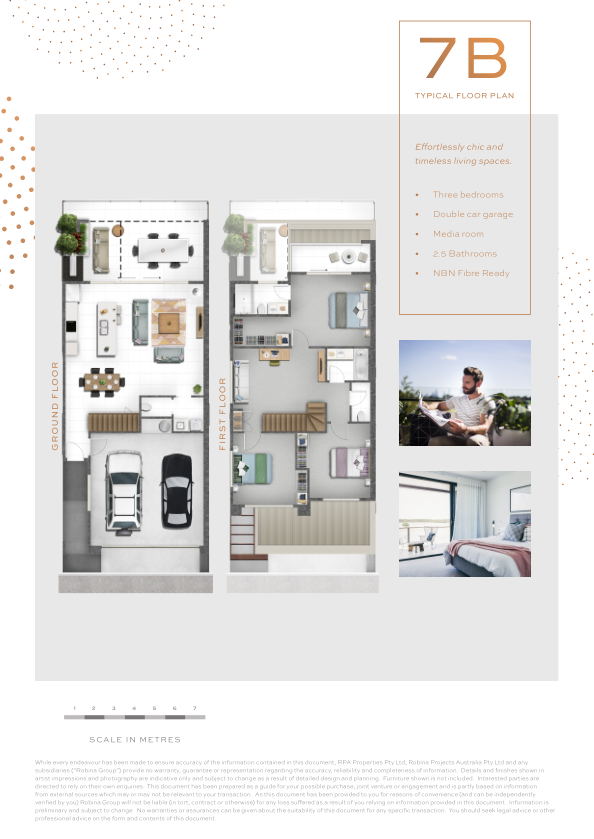 7B
TYPICAL FLOOR PLAN
Effortlessly chic and
timeless living spaces.
• Three bedrooms
• Double car garage
• Media room
• 2.5 Bathrooms
• NBN Fibre Ready
GROUND FLOOR
FIRST FLOOR
1 2 3 4 5 6 7
SCALE IN METRES
While every endeavour has been made to ensure accuracy of the information contained in this document, RPA Properties Pty Ltd, Robina Projects Australia Pty Ltd and any
subsidiaries ("Robina Group") provide no warranty, guarantee or representation regarding the accuracy, reliability and completeness of information. Details and finishes shown in
artist impressions and photography are indicative only and subject to change as a result of detailed design and planning. Furniture shown is not included. Interested parties are
directed to rely on their own enquiries. This document has been prepared as a guide for your possible purchase, joint venture or engagement and is partly based on information
from external sources which may or may not be relevant to your transaction. As this document has been provided to you for reasons of convenience (and can be independently
verified by you) Robina Group will not be liable (in tort, contract or otherwise) for any loss suffered as a result of you relying on information provided in this document. Information is
preliminary and subject to change. No warranties or assurances can be given about the suitability of this document for any specific transaction. You should seek legal advice or other
professional advice on the form and contents of this document.